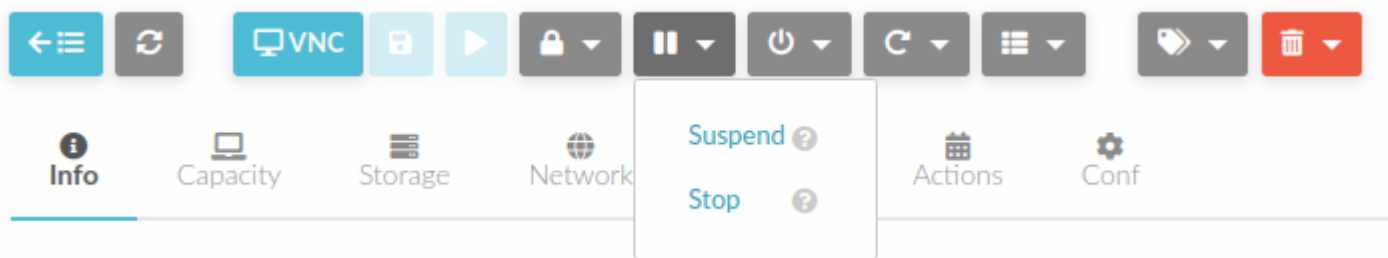 VNC
Suspend ?
Stop ?
Info
Capacity
Storage
Network
Actions
Conf